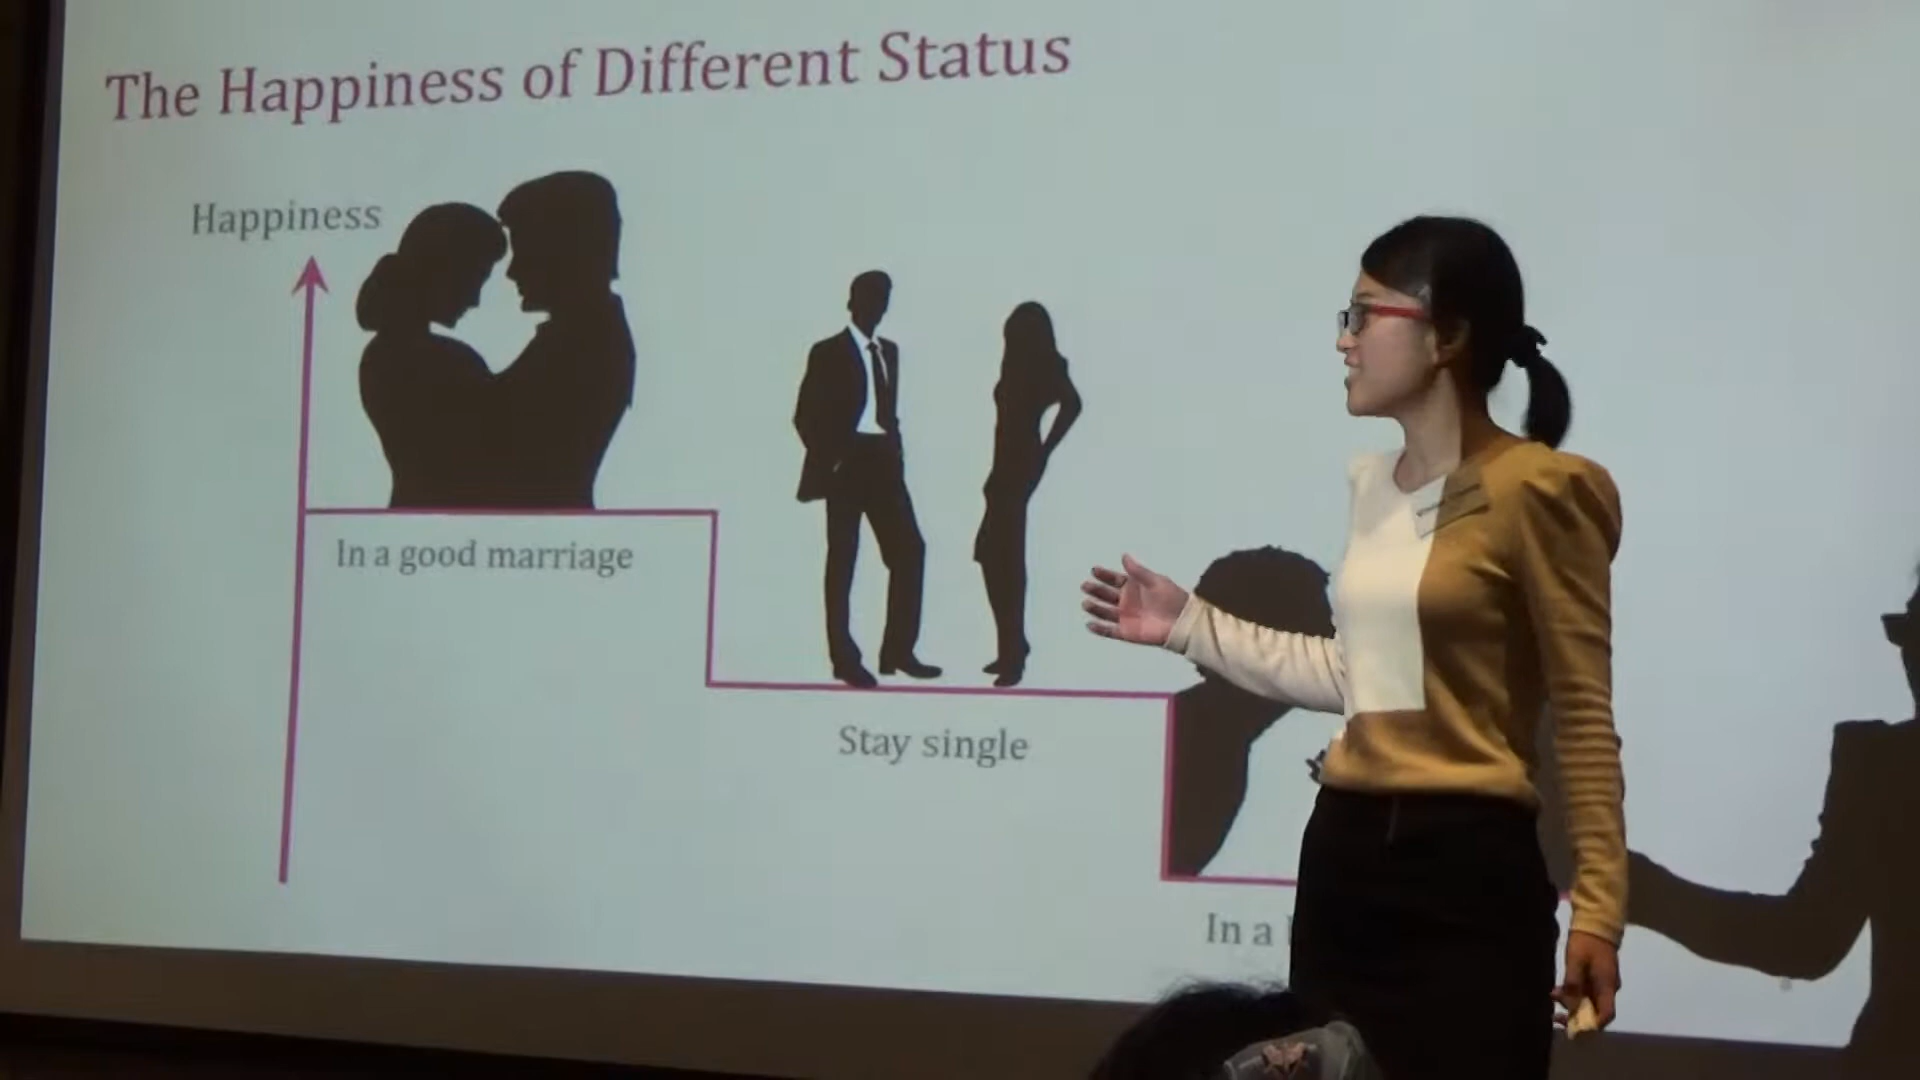 The Happiness of Different Status
Happiness
In a good marriage
Stay single
In a